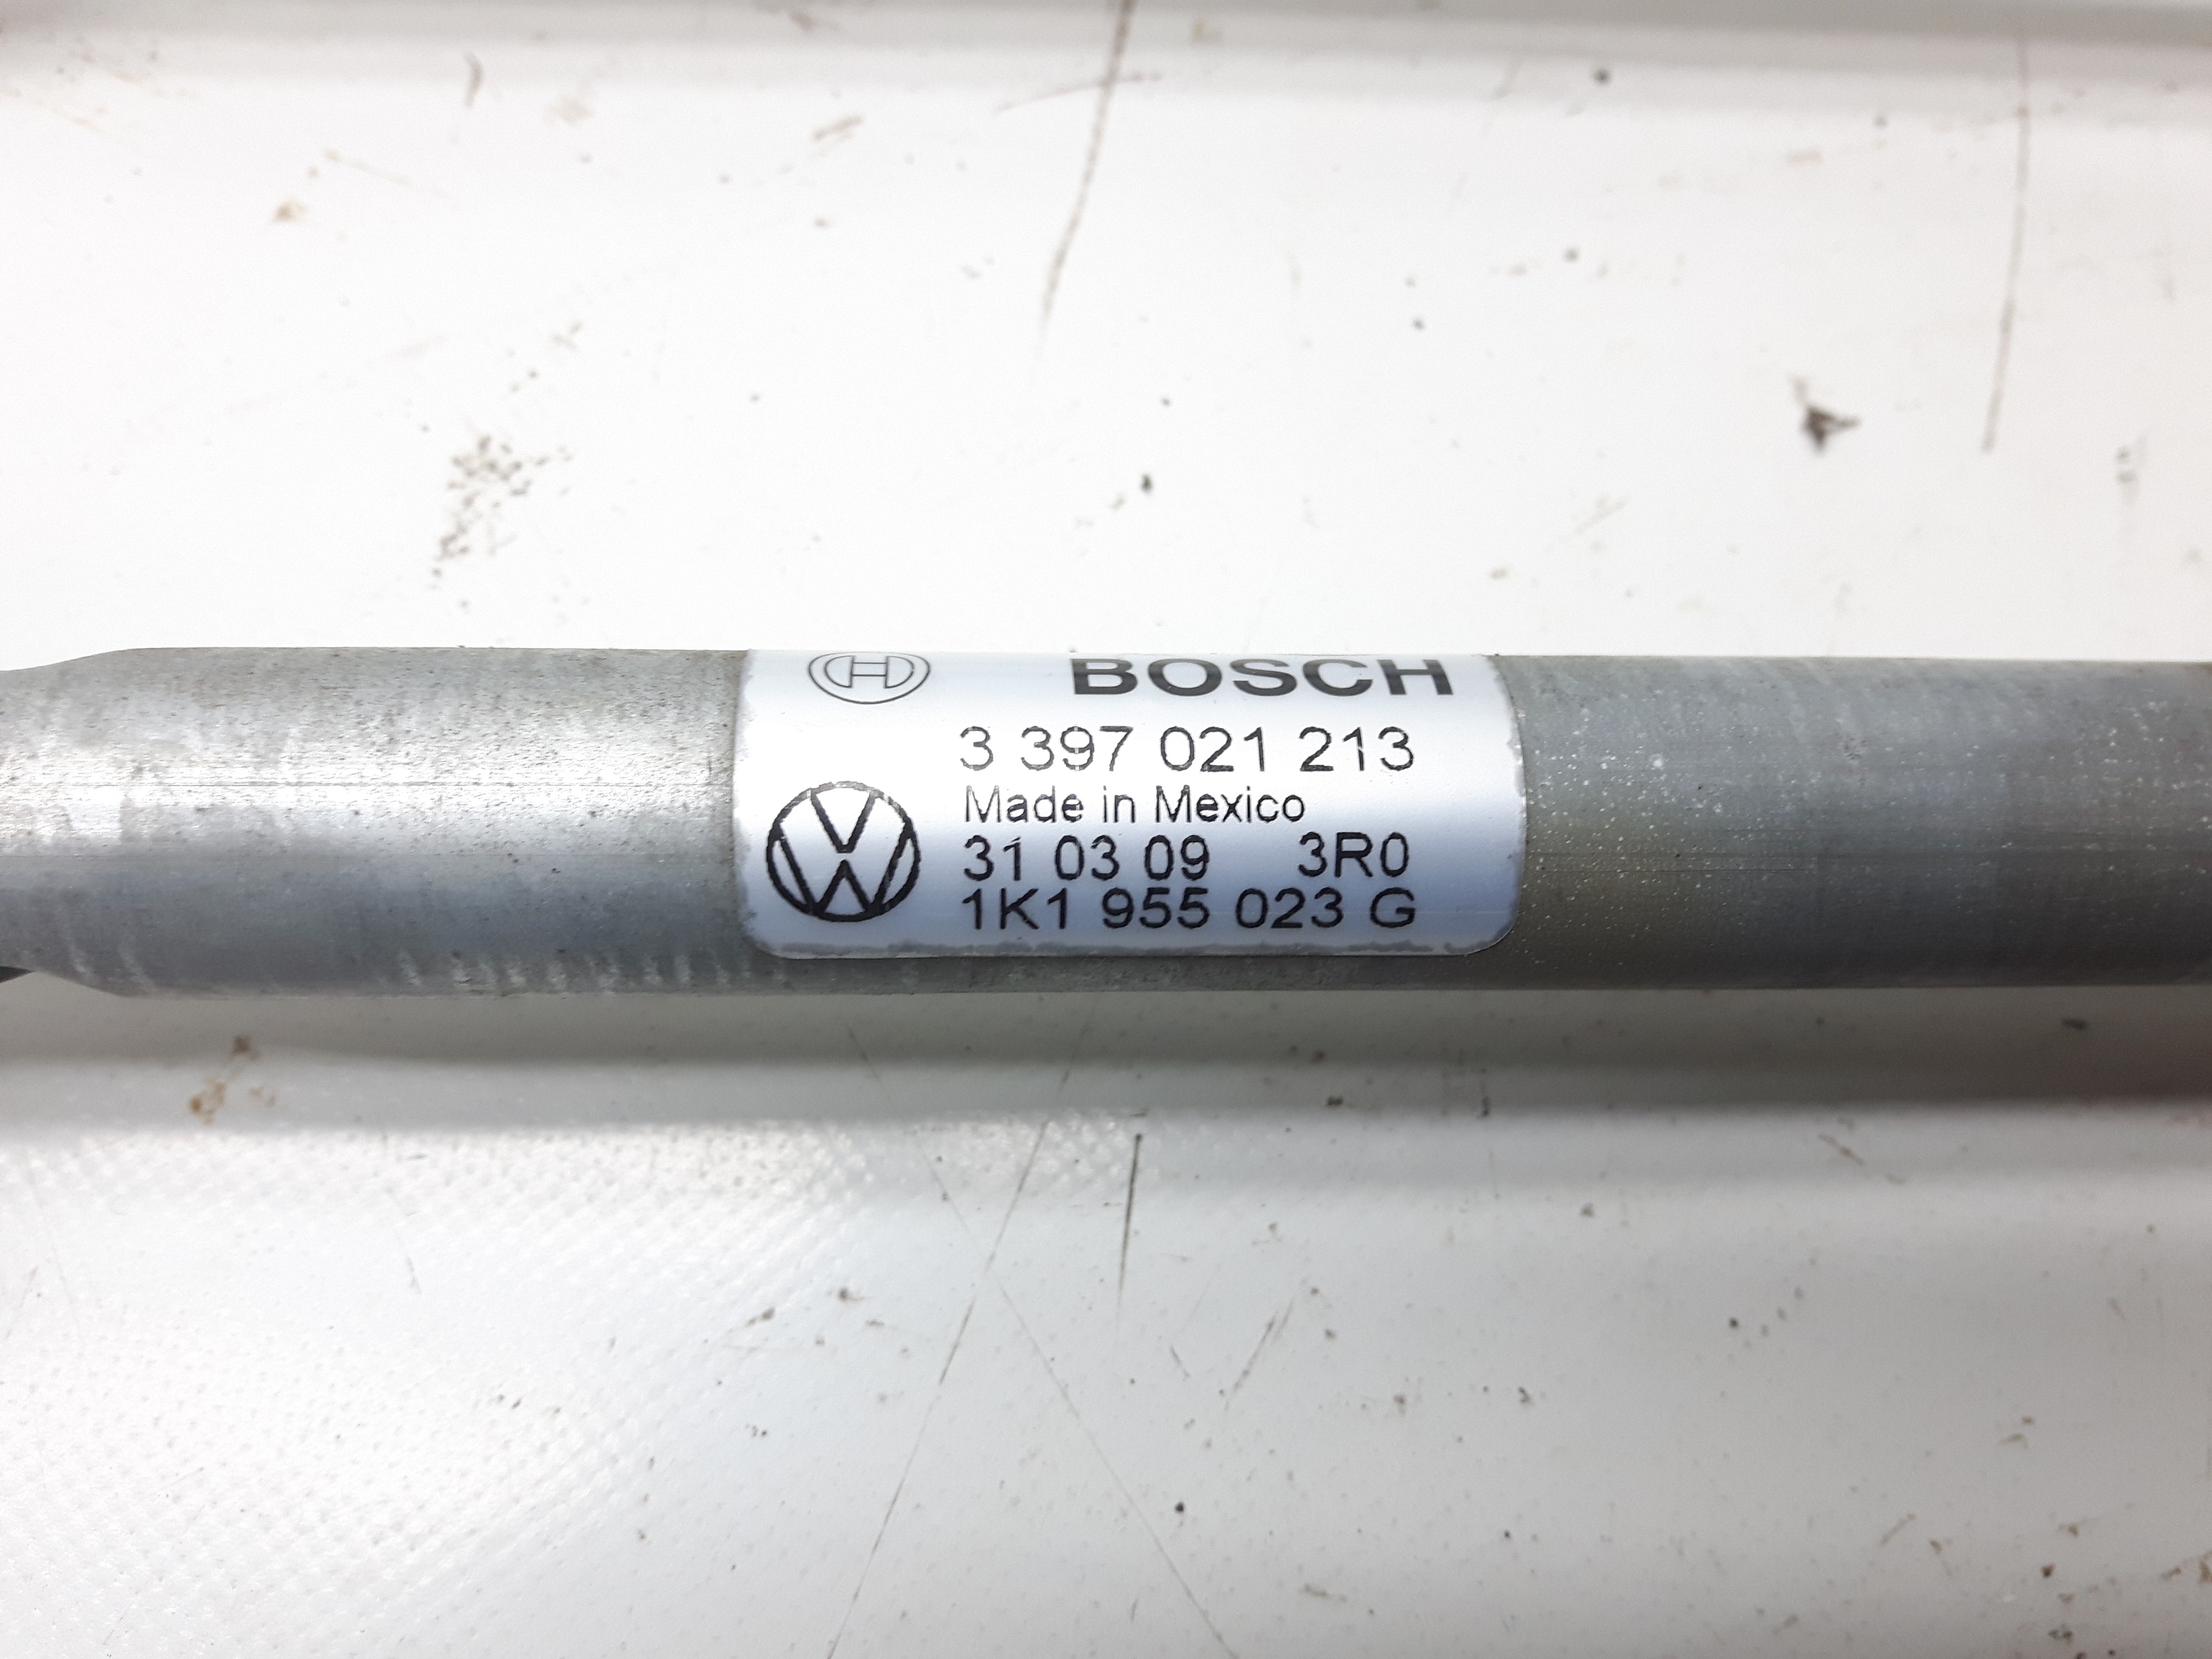 BOSCH
3 397 021 213
Made in Mexico
31 03 09 3R0
1K1 955 023 G